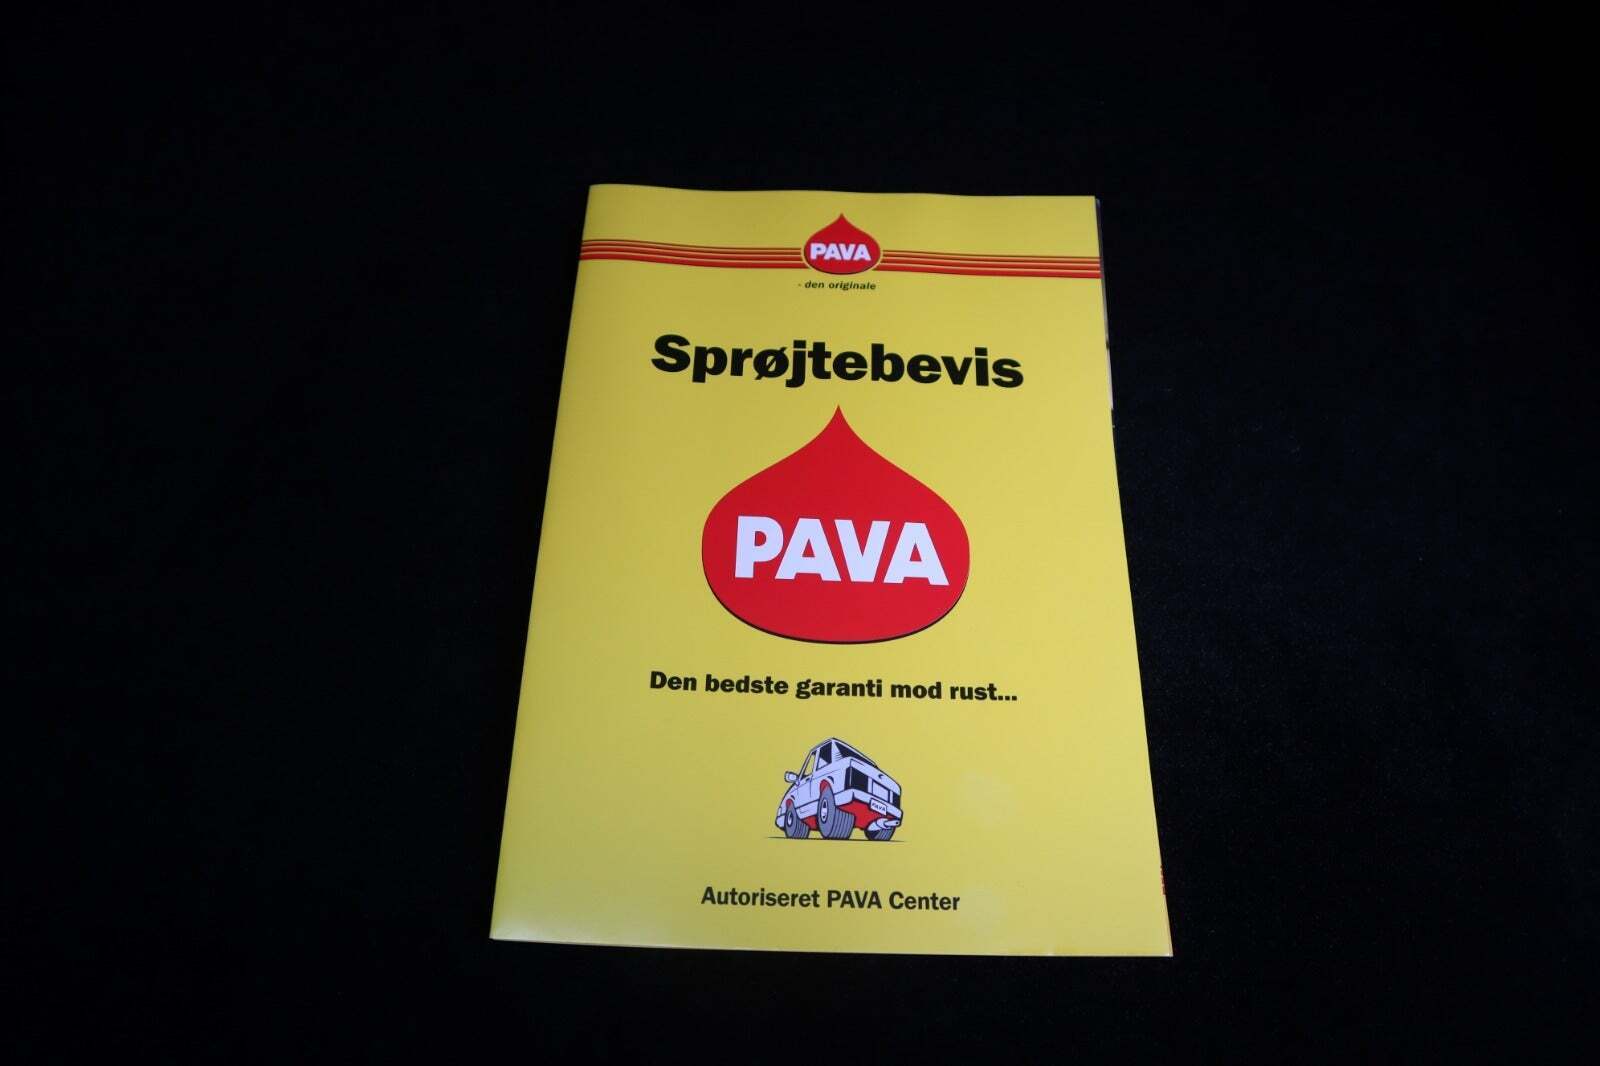 PAVA
- den originale
Sprøjtebevis
PAVA
Den bedste garanti mod rust...
PAVA
Autoriseret PAVA Center